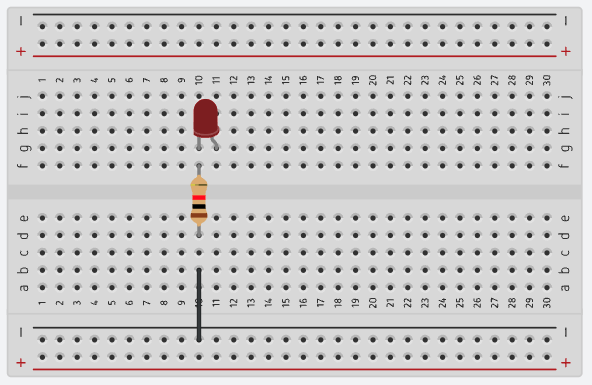 − −
+ +
1 2 3 4 5 6 7 8 9 10 11 12 13 14 15 16 17 18 19 20 21 22 23 24 25 26 27 28 29 30
j j
i i
h h
g g
f f
e e
d d
c c
b b
a a
1 2 3 4 5 6 7 8 9 10 11 12 13 14 15 16 17 18 19 20 21 22 23 24 25 26 27 28 29 30
− −
+ +